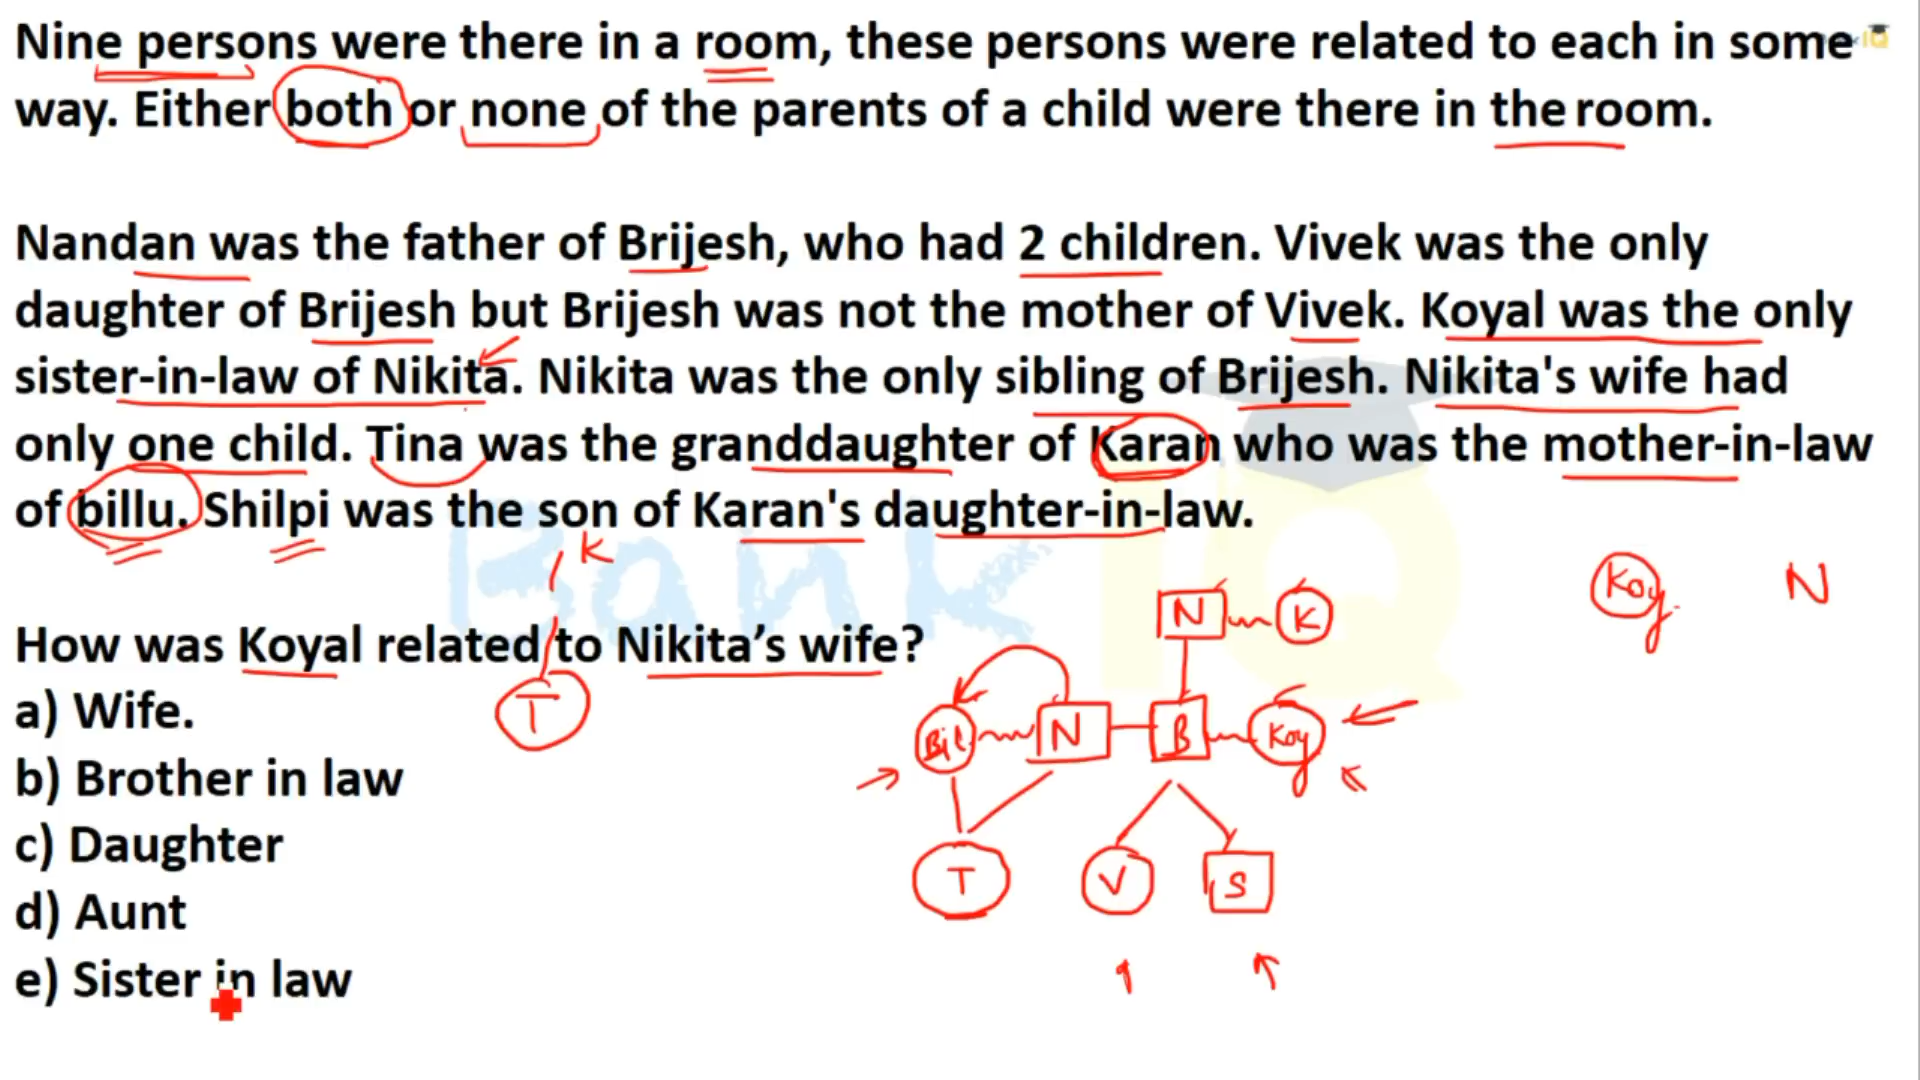 Nine persons were there in a room, these persons were related to each in some
way. Either both or none of the parents of a child were there in the room.
Nandan was the father of Brijesh, who had 2 children. Vivek was the only
daughter of Brijesh but Brijesh was not the mother of Vivek. Koyal was the only
sister-in-law of Nikita. Nikita was the only sibling of Brijesh. Nikita's wife had
only one child. Tina was the granddaughter of Karan who was the mother-in-law
of billu. Shilpi was the son of Karan's daughter-in-law.
K
Koy N
N K
How was Koyal related to Nikita’s wife?
a) Wife.
T
Bil N B Koy
b) Brother in law
c) Daughter
T V S
d) Aunt
e) Sister in law
Bank IQ
IQ